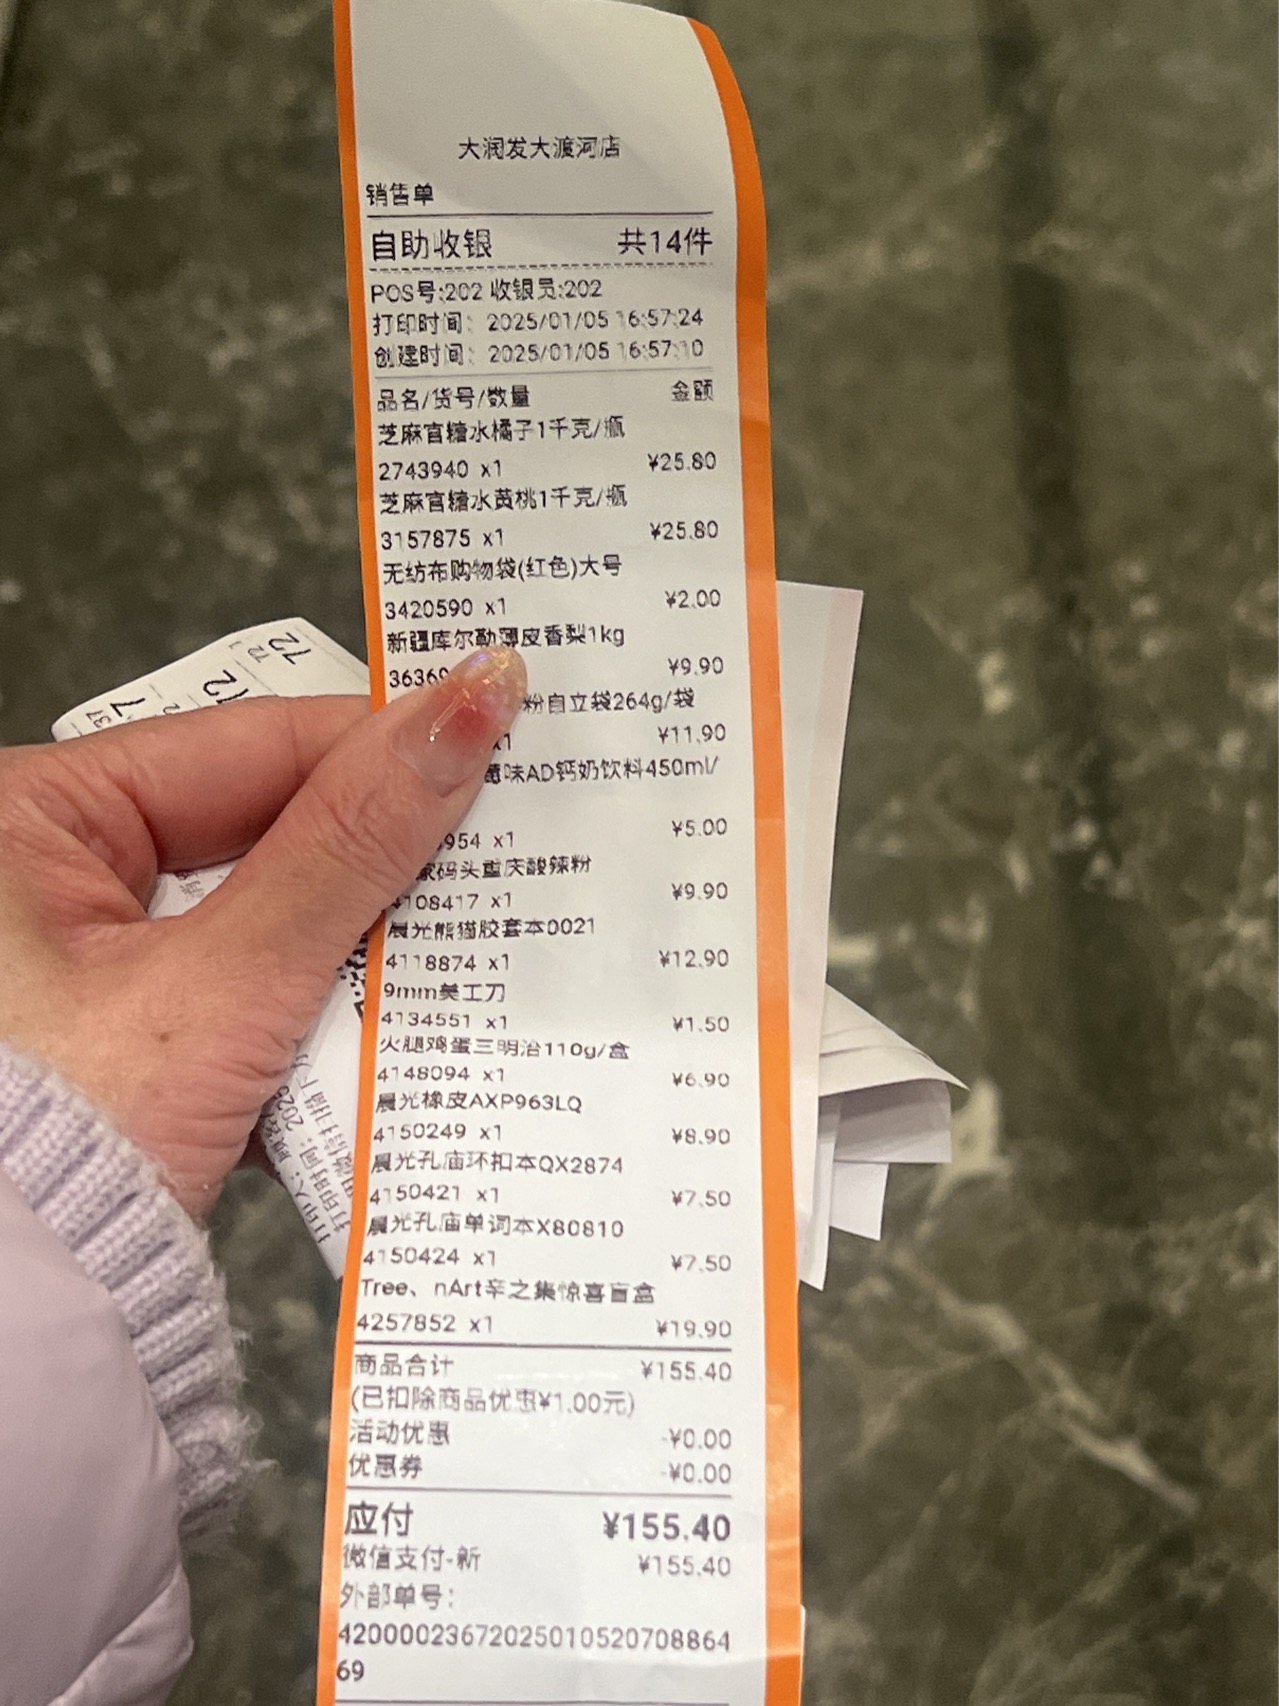 大润发大渡河店
销售单
自助收银 共14件
POS号:202 收银员:202
打印时间: 2025/01/05 16:57:24
创建时间: 2025/01/05 16:57:10
品名/货号/数量 金额
芝麻官糖水橘子1千克/瓶
2743940 x1 ¥25.80
芝麻官糖水黄桃1千克/瓶
3157875 x1 ¥25.80
无纺布购物袋(红色)大号
3420590 x1 ¥2.00
新疆库尔勒薄皮香梨1kg
36369 ¥9.90
粉自立袋264g/袋
x1 ¥11.90
莓味AD钙奶饮料450ml/
954 x1 ¥5.00
家码头重庆酸辣粉
4108417 x1 ¥9.90
晨光熊猫胶套本0021
4118874 x1 ¥12.90
9mm美工刀
4134551 x1 ¥1.50
火腿鸡蛋三明治110g/盒
4148094 x1 ¥6.90
晨光橡皮AXP963LQ
4150249 x1 ¥8.90
晨光孔庙环扣本QX2874
4150421 x1 ¥7.50
晨光孔庙单词本X80810
4150424 x1 ¥7.50
Tree、nArt辛之集惊喜盲盒
4257852 x1 ¥19.90
商品合计 ¥155.40
(已扣除商品优惠¥1.00元)
活动优惠 -¥0.00
优惠券 -¥0.00
应付 ¥155.40
微信支付-新 ¥155.40
外部单号:
42000023672025010520708864
69
72
72
打印时间: 2025